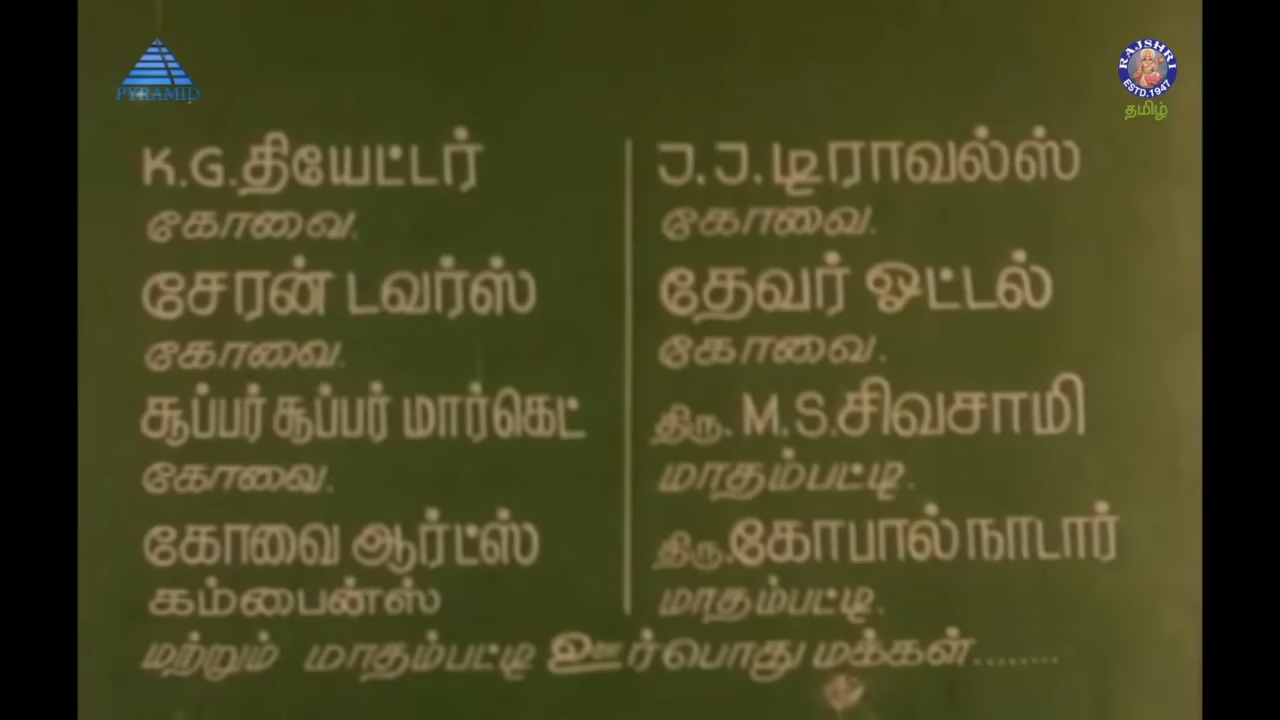 PYRAMID
RAJSHRI
ESTD.1947
தமிழ்
K.G.தியேட்டர்
கோவை.
சேரன் டவர்ஸ்
கோவை.
சூப்பர் சூப்பர் மார்கெட்
கோவை.
கோவை ஆர்ட்ஸ்
கம்பைன்ஸ்
J.J.டிராவல்ஸ்
கோவை.
தேவர் ஓட்டல்
கோவை.
திரு. M.S.சிவசாமி
மாதம்பட்டி.
திரு.கோபால்நாடார்
மாதம்பட்டி.
மற்றும் மாதம்பட்டி ஊர்பொது மக்கள்........